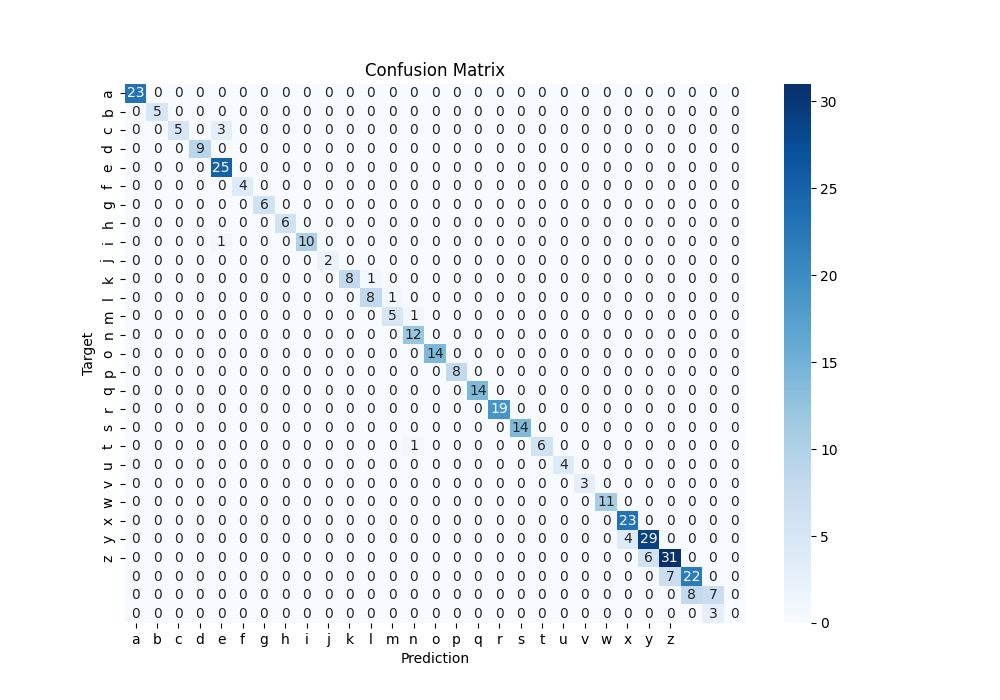 Confusion Matrix
a 23 0 0 0 0 0 0 0 0 0 0 0 0 0 0 0 0 0 0 0 0 0 0 0 0 0 0 0 0
b 0 5 0 0 0 0 0 0 0 0 0 0 0 0 0 0 0 0 0 0 0 0 0 0 0 0 0 0 0
c 0 0 5 0 3 0 0 0 0 0 0 0 0 0 0 0 0 0 0 0 0 0 0 0 0 0 0 0 0
d 0 0 0 9 0 0 0 0 0 0 0 0 0 0 0 0 0 0 0 0 0 0 0 0 0 0 0 0 0
e 0 0 0 0 25 0 0 0 0 0 0 0 0 0 0 0 0 0 0 0 0 0 0 0 0 0 0 0 0
f 0 0 0 0 0 4 0 0 0 0 0 0 0 0 0 0 0 0 0 0 0 0 0 0 0 0 0 0 0
g 0 0 0 0 0 0 6 0 0 0 0 0 0 0 0 0 0 0 0 0 0 0 0 0 0 0 0 0 0
h 0 0 0 0 0 0 0 6 0 0 0 0 0 0 0 0 0 0 0 0 0 0 0 0 0 0 0 0 0
i 0 0 0 0 1 0 0 0 10 0 0 0 0 0 0 0 0 0 0 0 0 0 0 0 0 0 0 0 0
j 0 0 0 0 0 0 0 0 0 2 0 0 0 0 0 0 0 0 0 0 0 0 0 0 0 0 0 0 0
k 0 0 0 0 0 0 0 0 0 0 8 1 0 0 0 0 0 0 0 0 0 0 0 0 0 0 0 0 0
l 0 0 0 0 0 0 0 0 0 0 0 8 1 0 0 0 0 0 0 0 0 0 0 0 0 0 0 0 0
m 0 0 0 0 0 0 0 0 0 0 0 0 5 1 0 0 0 0 0 0 0 0 0 0 0 0 0 0 0
n 0 0 0 0 0 0 0 0 0 0 0 0 0 12 0 0 0 0 0 0 0 0 0 0 0 0 0 0 0
o 0 0 0 0 0 0 0 0 0 0 0 0 0 0 14 0 0 0 0 0 0 0 0 0 0 0 0 0 0
p 0 0 0 0 0 0 0 0 0 0 0 0 0 0 0 8 0 0 0 0 0 0 0 0 0 0 0 0 0
q 0 0 0 0 0 0 0 0 0 0 0 0 0 0 0 0 14 0 0 0 0 0 0 0 0 0 0 0 0
r 0 0 0 0 0 0 0 0 0 0 0 0 0 0 0 0 0 19 0 0 0 0 0 0 0 0 0 0 0
s 0 0 0 0 0 0 0 0 0 0 0 0 0 0 0 0 0 0 14 0 0 0 0 0 0 0 0 0 0
t 0 0 0 0 0 0 0 0 0 0 0 0 0 1 0 0 0 0 0 6 0 0 0 0 0 0 0 0 0
u 0 0 0 0 0 0 0 0 0 0 0 0 0 0 0 0 0 0 0 0 4 0 0 0 0 0 0 0 0
v 0 0 0 0 0 0 0 0 0 0 0 0 0 0 0 0 0 0 0 0 0 3 0 0 0 0 0 0 0
w 0 0 0 0 0 0 0 0 0 0 0 0 0 0 0 0 0 0 0 0 0 0 11 0 0 0 0 0 0
x 0 0 0 0 0 0 0 0 0 0 0 0 0 0 0 0 0 0 0 0 0 0 0 23 0 0 0 0 0
y 0 0 0 0 0 0 0 0 0 0 0 0 0 0 0 0 0 0 0 0 0 0 0 4 29 0 0 0 0
z 0 0 0 0 0 0 0 0 0 0 0 0 0 0 0 0 0 0 0 0 0 0 0 0 6 31 0 0 0
0 0 0 0 0 0 0 0 0 0 0 0 0 0 0 0 0 0 0 0 0 0 0 0 0 7 22 0 0
0 0 0 0 0 0 0 0 0 0 0 0 0 0 0 0 0 0 0 0 0 0 0 0 0 0 8 7 0
0 0 0 0 0 0 0 0 0 0 0 0 0 0 0 0 0 0 0 0 0 0 0 0 0 0 0 3 0
a b c d e f g h i j k l m n o p q r s t u v w x y z
Prediction
Target
30
25
20
15
10
5
0